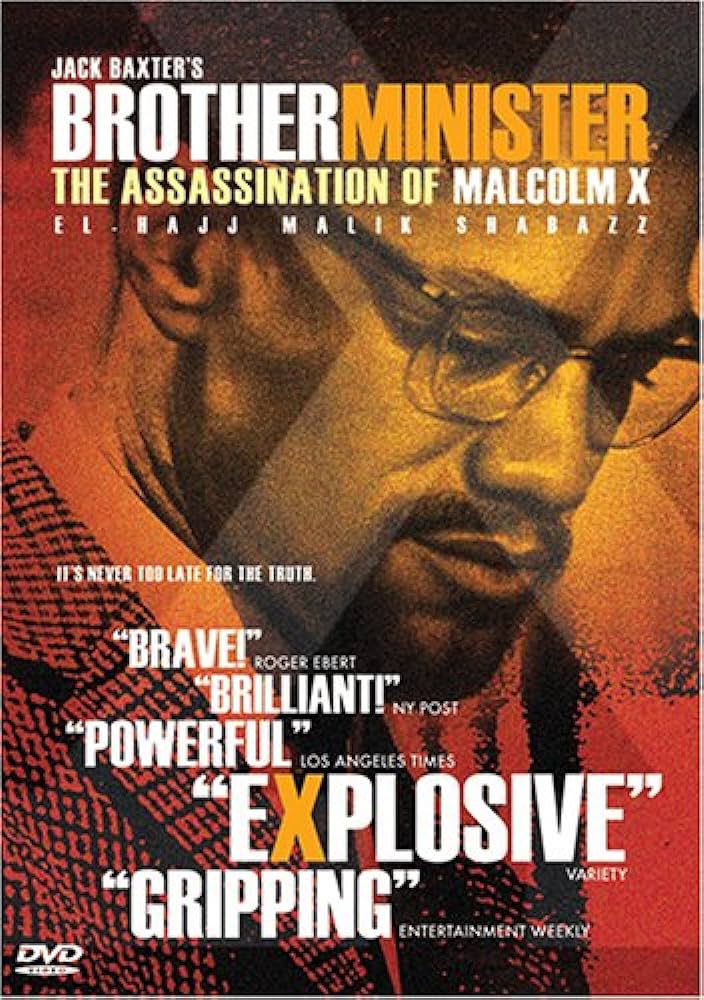 JACK BAXTER'S
BROTHERMINISTER
THE ASSASSINATION OF MALCOLM X
EL-HAJJ MALIK SHABAZZ
IT'S NEVER TOO LATE FOR THE TRUTH.
"BRAVE!" ROGER EBERT
"BRILLIANT!" NY POST
"POWERFUL" LOS ANGELES TIMES
"EXPLOSIVE"
VARIETY
"GRIPPING" ENTERTAINMENT WEEKLY
DVD